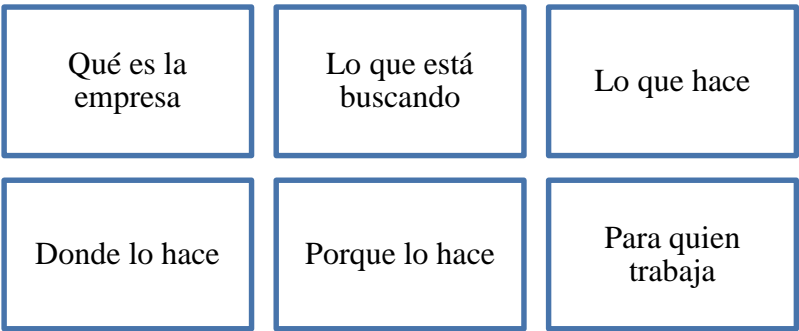 Qué es la
empresa
Lo que está
buscando
Lo que hace
Donde lo hace
Porque lo hace
Para quien
trabaja